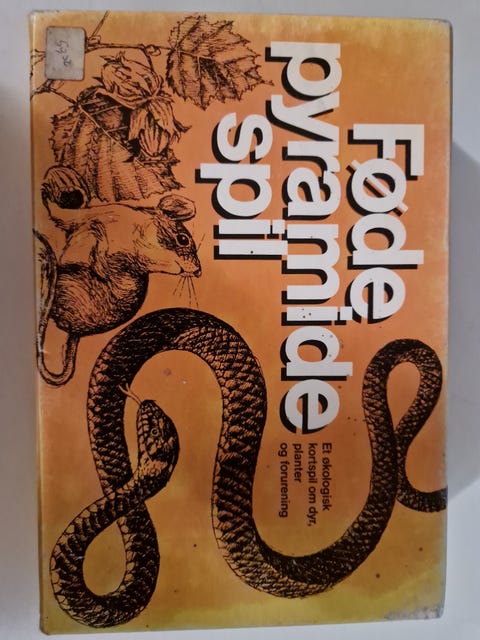 Føde
pyramide
spil
Et økologisk
kortspil om dyr,
planter
og forurening